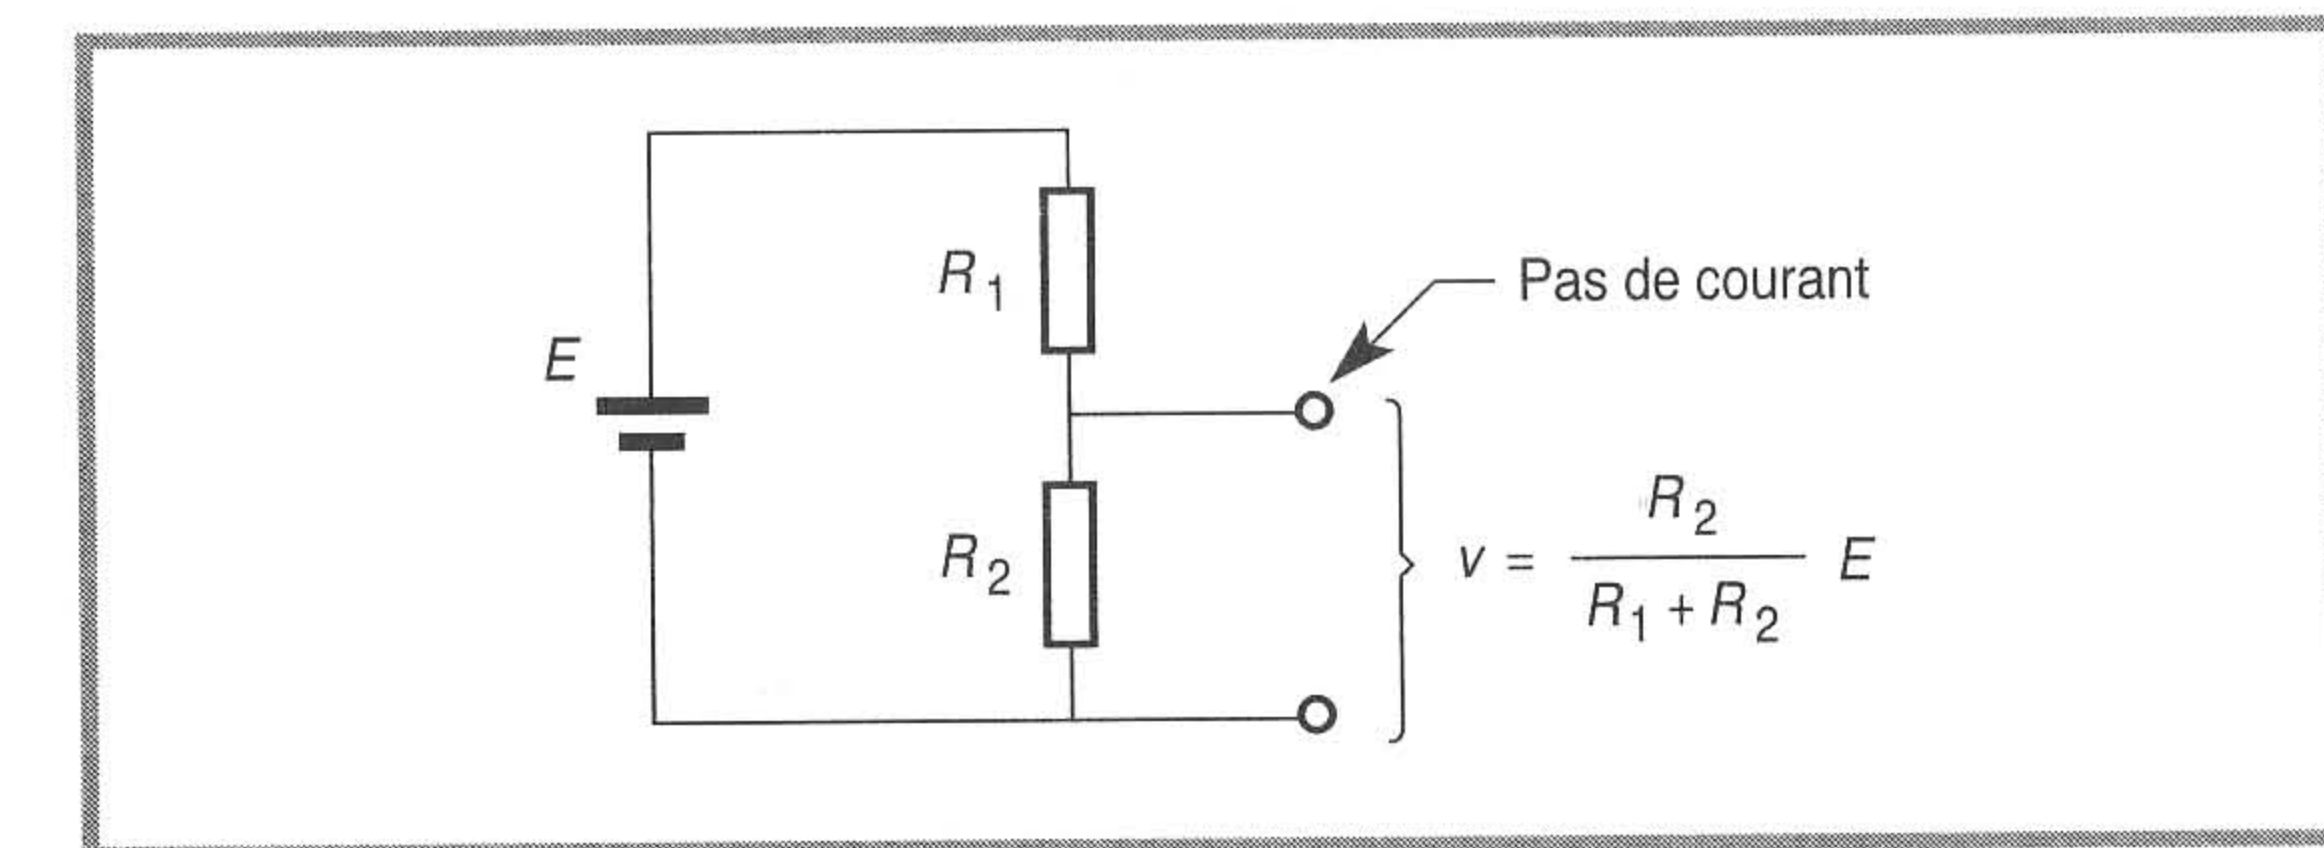 R1
Pas de courant
E
R2
v = R2 / R1 + R2 E